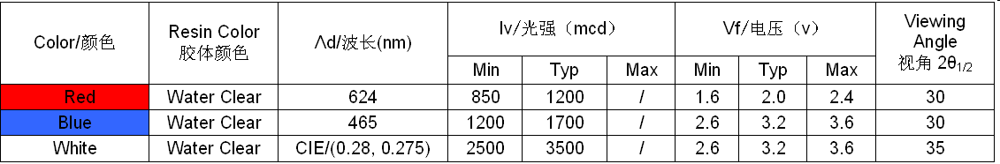 Color/颜色 Resin Color 胶体颜色 Λd/波长(nm) Iv/光强（mcd） Vf/电压（v） Viewing Angle 视角 2θ1/2
Min Typ Max Min Typ Max
Red Water Clear 624 850 1200 / 1.6 2.0 2.4 30
Blue Water Clear 465 1200 1700 / 2.6 3.2 3.6 30
White Water Clear CIE/(0.28, 0.275) 2500 3500 / 2.6 3.2 3.6 35